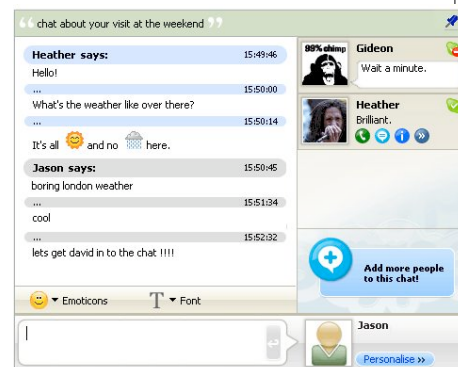 “ chat about your visit at the weekend ”
Heather says: 15:49:46
Hello!
... 15:50:00
What's the weather like over there?
... 15:50:14
It's all and no here.
Jason says: 15:50:45
boring london weather
... 15:51:34
cool
... 15:52:32
lets get david in to the chat !!!!
Emoticons
T Font
99% chimp
Gideon
Wait a minute.
Heather
Brilliant.
Add more people
to this chat!
Jason
Personalise »